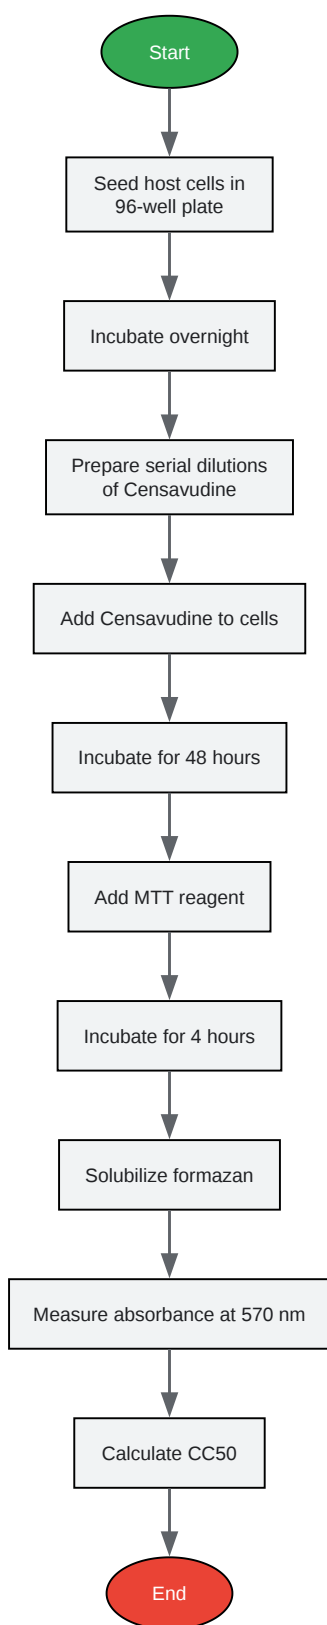 Start
Seed host cells in
96-well plate
Incubate overnight
Prepare serial dilutions
of Censavudine
Add Censavudine to cells
Incubate for 48 hours
Add MTT reagent
Incubate for 4 hours
Solubilize formazan
Measure absorbance at 570 nm
Calculate CC50
End